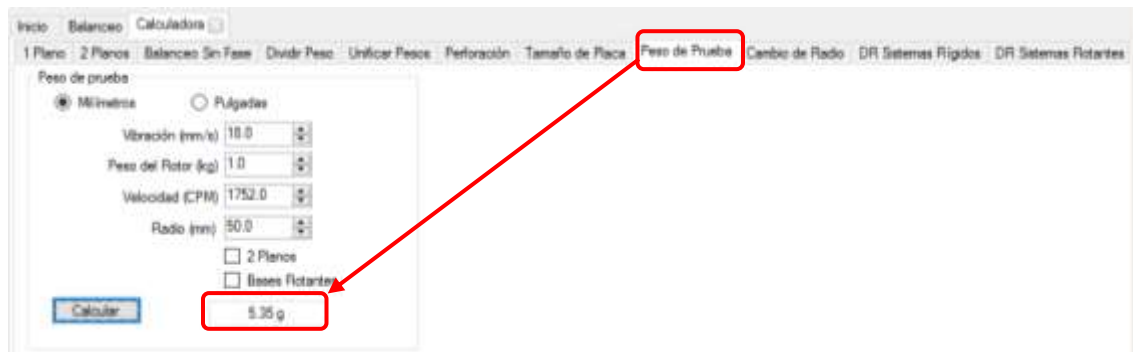 Inicio Balanceo Calculadora
1 Plano 2 Planos Balanceo Sin Fase Dividir Peso Unificar Pesos Perforación Tamaño de Placa Peso de Prueba Cambio de Radio DR Sistemas Rígidos DR Sistemas Flotantes
Peso de prueba
Milímetros Pulgadas
Vibración (mm/s) 18.0
Peso del Rotor (kg) 1.0
Velocidad (CPM) 1752.0
Radio (mm) 50.0
2 Planos
Bases Flotantes
Calcular 5.35 g